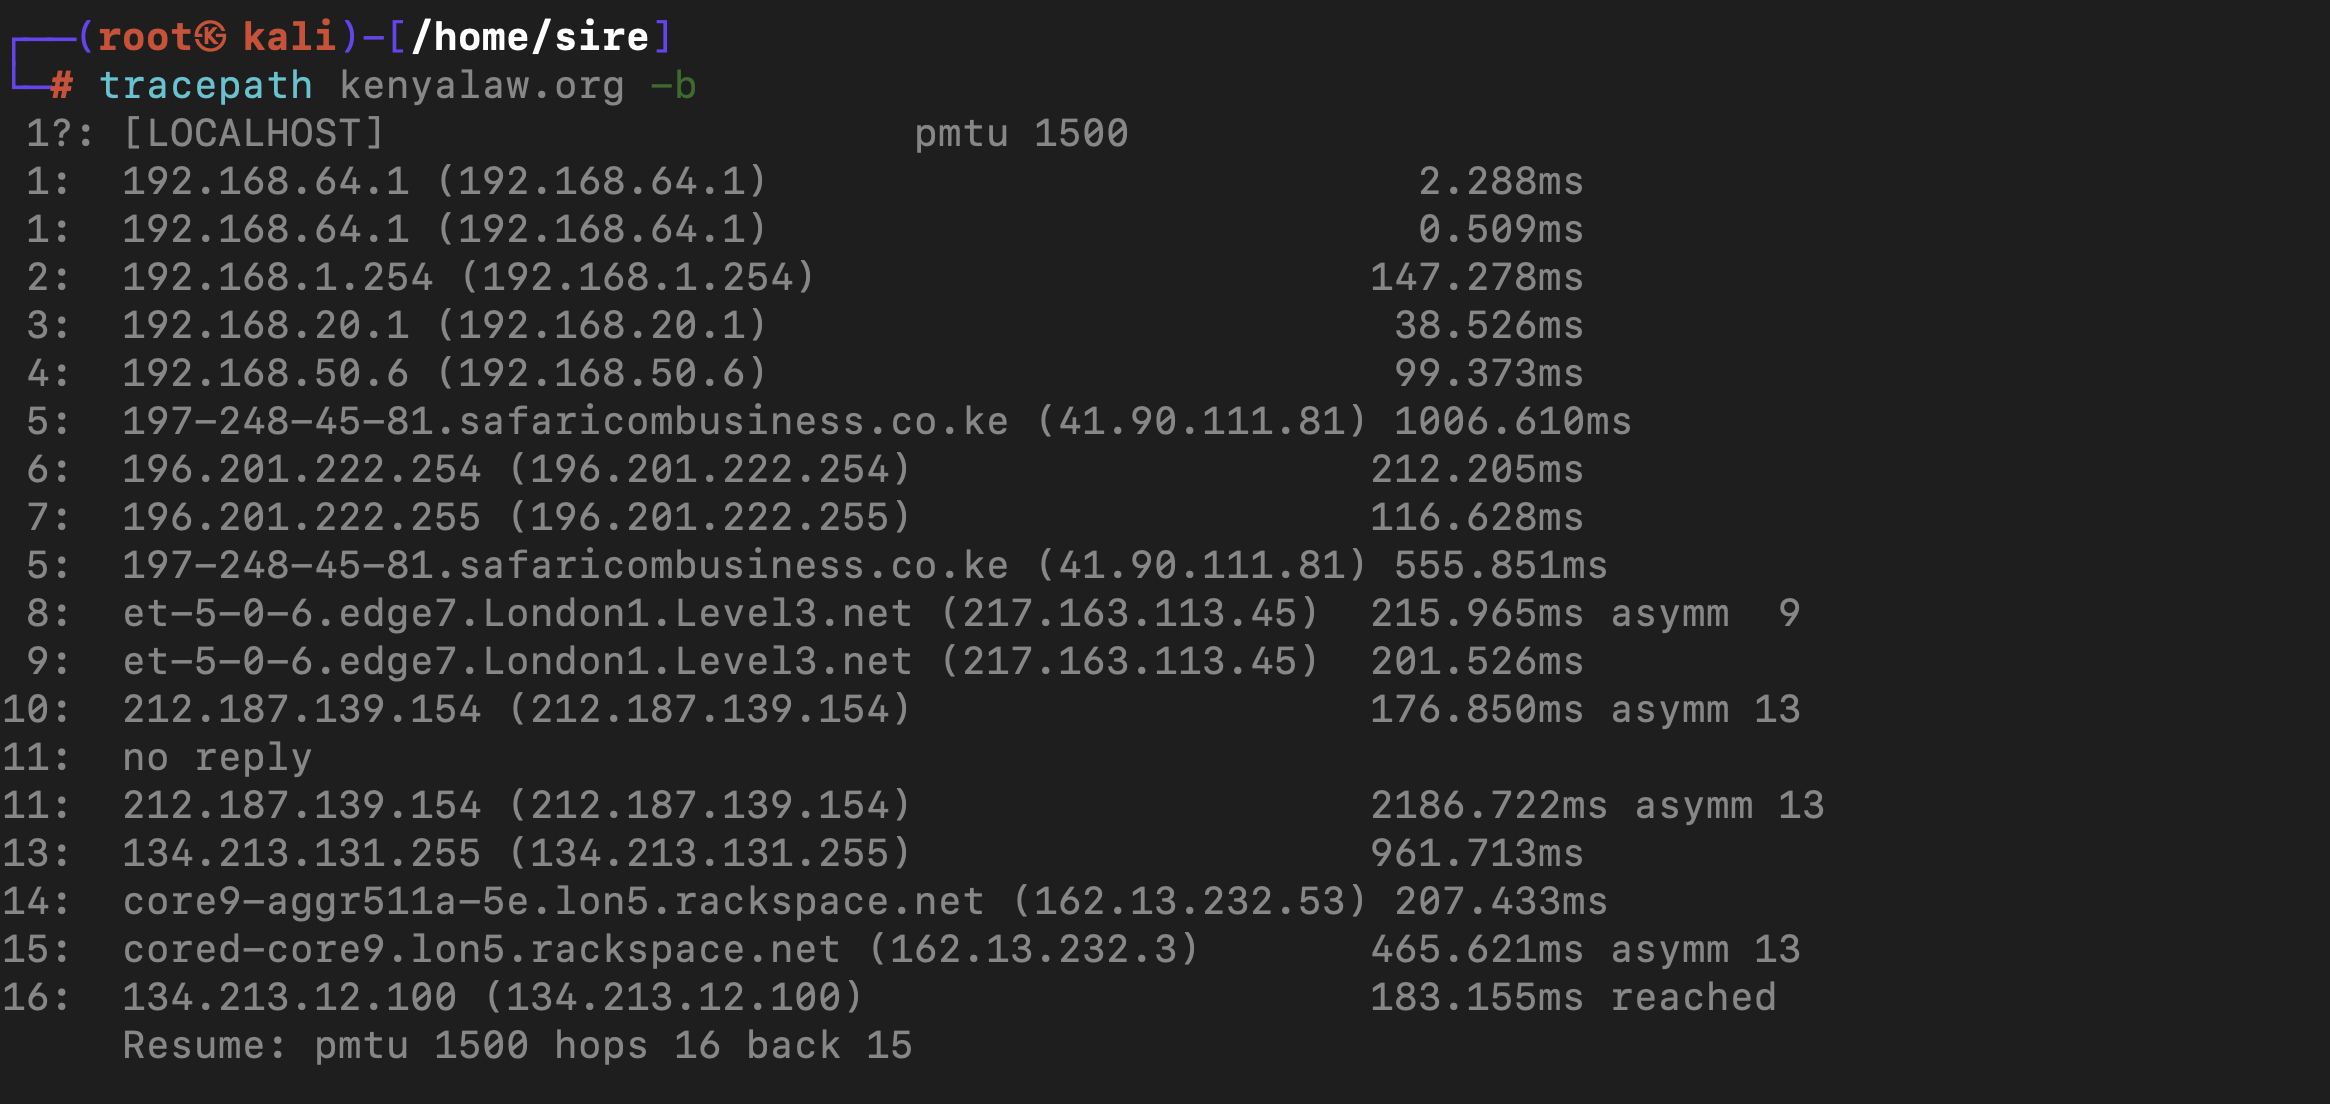 ┌──(root㉿kali)-[/home/sire]
└─# tracepath kenyalaw.org -b
 1?: [LOCALHOST]                      pmtu 1500
 1:  192.168.64.1 (192.168.64.1)                           2.288ms
 1:  192.168.64.1 (192.168.64.1)                           0.509ms
 2:  192.168.1.254 (192.168.1.254)                       147.278ms
 3:  192.168.20.1 (192.168.20.1)                          38.526ms
 4:  192.168.50.6 (192.168.50.6)                          99.373ms
 5:  197-248-45-81.safaricombusiness.co.ke (41.90.111.81) 1006.610ms
 6:  196.201.222.254 (196.201.222.254)                   212.205ms
 7:  196.201.222.255 (196.201.222.255)                   116.628ms
 5:  197-248-45-81.safaricombusiness.co.ke (41.90.111.81) 555.851ms
 8:  et-5-0-6.edge7.London1.Level3.net (217.163.113.45)  215.965ms asymm  9
 9:  et-5-0-6.edge7.London1.Level3.net (217.163.113.45)  201.526ms
10:  212.187.139.154 (212.187.139.154)                   176.850ms asymm 13
11:  no reply
11:  212.187.139.154 (212.187.139.154)                   2186.722ms asymm 13
13:  134.213.131.255 (134.213.131.255)                   961.713ms
14:  core9-aggr511a-5e.lon5.rackspace.net (162.13.232.53) 207.433ms
15:  cored-core9.lon5.rackspace.net (162.13.232.3)       465.621ms asymm 13
16:  134.213.12.100 (134.213.12.100)                     183.155ms reached
     Resume: pmtu 1500 hops 16 back 15